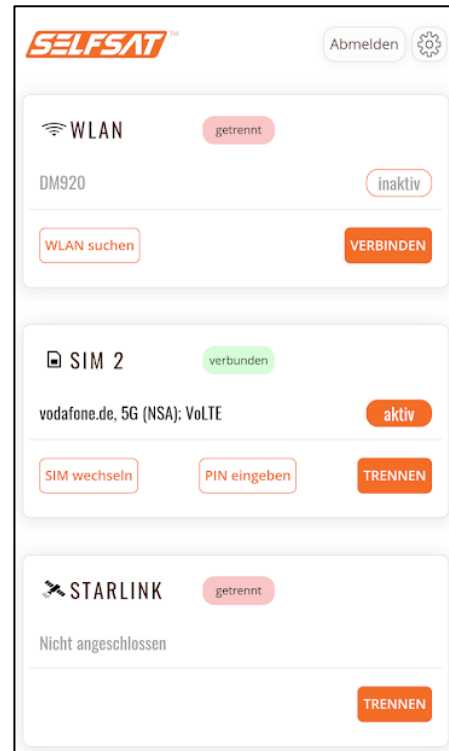 SELFSAT™
Abmelden
WLAN getrennt
DM920 inaktiv
WLAN suchen VERBINDEN
SIM 2 verbunden
vodafone.de, 5G (NSA); VoLTE aktiv
SIM wechseln PIN eingeben TRENNEN
STARLINK getrennt
Nicht angeschlossen
TRENNEN